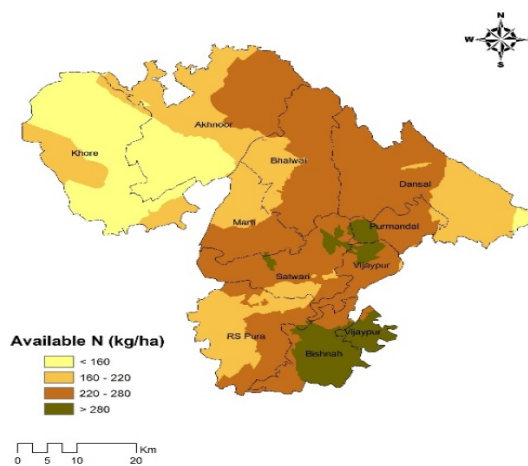 N
W E
S
Akhnoor
Khore
Bhalwal
Dansal
Marh
Purmandal
Vijaypur
Satwari
RS Pura
Vijaypur
Bishnah
Available N (kg/ha)
< 160
160 - 220
220 - 280
> 280
Km
0 5 10 20